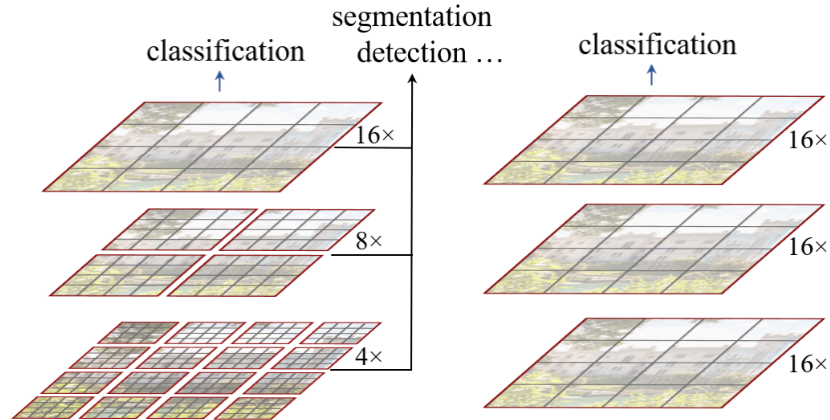 segmentation
classification
detection ...
classification
16×
8×
4×
16×
16×
16×